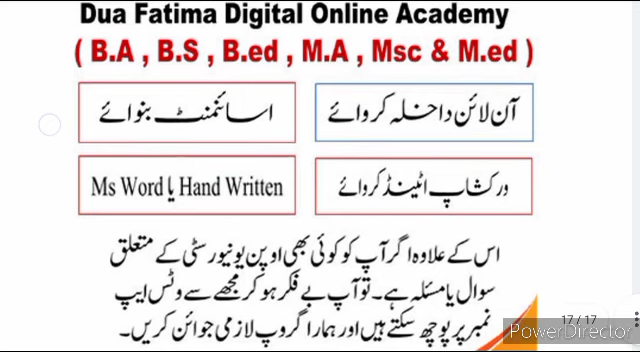 Dua Fatima Digital Online Academy
( B.A , B.S , B.ed , M.A , Msc & M.ed )
آن لائن داخلہ کروائے
اسائنمنٹ بنوائے
ورکشاپ اٹینڈ کروائے
Ms Word یا Hand Written
اس کے علاوہ اگر آپ کو کوئی بھی اوپن یونیورسٹی کے متعلق
سوال یا مسئلہ ہے۔ تو آپ بے فکر ہو کر مجھے سے وٹس ایپ
نمبر پر پوچھ سکتے ہیں اور ہمارا گروپ لازمی جوائن کریں۔
17/17
PowerDirector